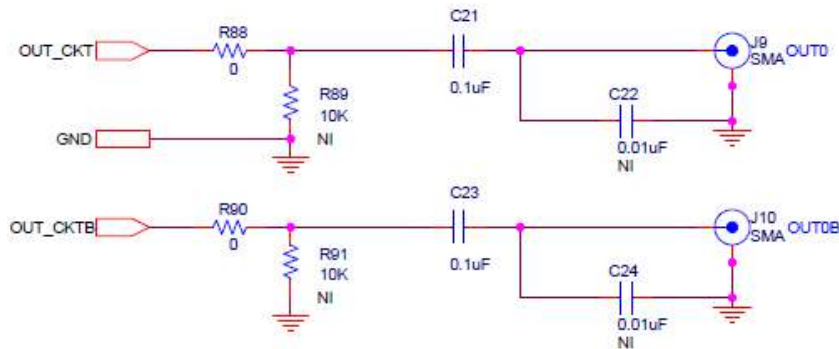 C21
R88
J9
OUT_CKT
OUT0
SMA
0
R89
0.1uF
C22
10K
GND
NI
0.01uF
NI
R90
C23
OUT_CKTB
J10
OUT0B
SMA
0
R91
0.1uF
C24
10K
NI
0.01uF
NI